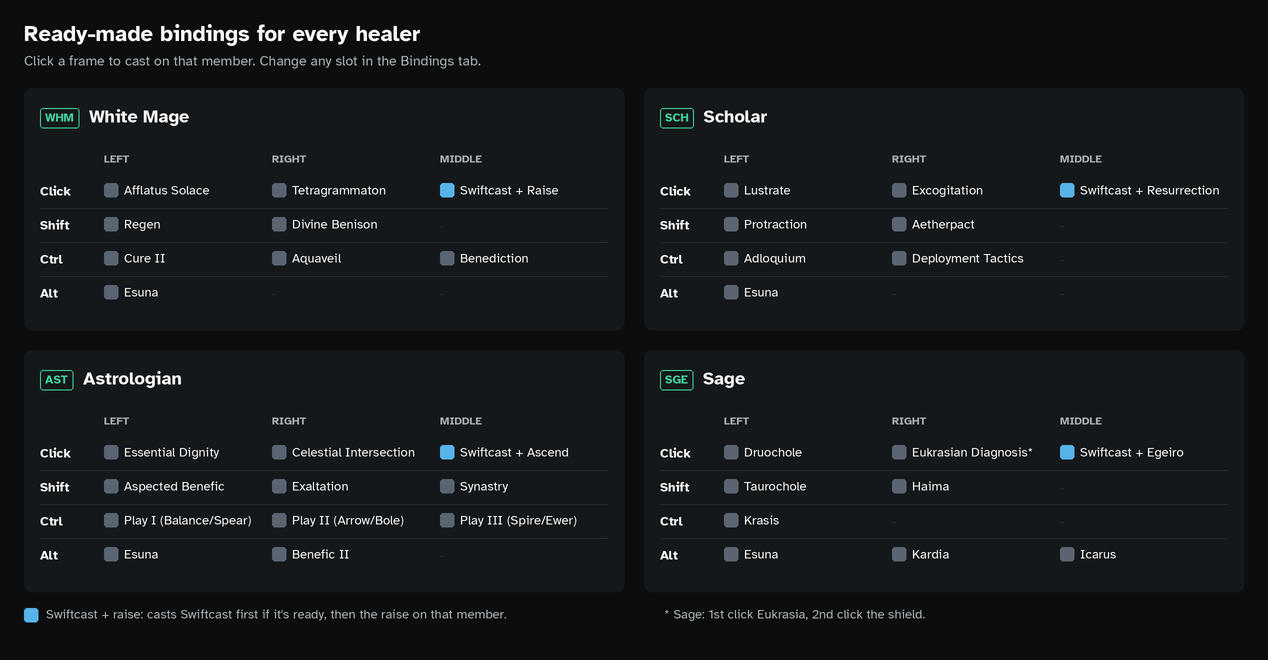 Ready-made bindings for every healer
Click a frame to cast on that member. Change any slot in the Bindings tab.
WHM White Mage
LEFT RIGHT MIDDLE
Click Afflatus Solace Tetragrammaton Swiftcast + Raise
Shift Regen Divine Benison -
Ctrl Cure II Aquaveil Benediction
Alt Esuna - -
SCH Scholar
LEFT RIGHT MIDDLE
Click Lustrate Excogitation Swiftcast + Resurrection
Shift Protraction Aetherpact -
Ctrl Adloquium Deployment Tactics -
Alt Esuna - -
AST Astrologian
LEFT RIGHT MIDDLE
Click Essential Dignity Celestial Intersection Swiftcast + Ascend
Shift Aspected Benefic Exaltation Synastry
Ctrl Play I (Balance/Spear) Play II (Arrow/Bole) Play III (Spire/Ewer)
Alt Esuna Benefic II -
SGE Sage
LEFT RIGHT MIDDLE
Click Druochole Eukrasian Diagnosis* Swiftcast + Egeiro
Shift Taurochole Haima -
Ctrl Krasis - -
Alt Esuna Kardia Icarus
Swiftcast + raise: casts Swiftcast first if it's ready, then the raise on that member.
* Sage: 1st click Eukrasia, 2nd click the shield.